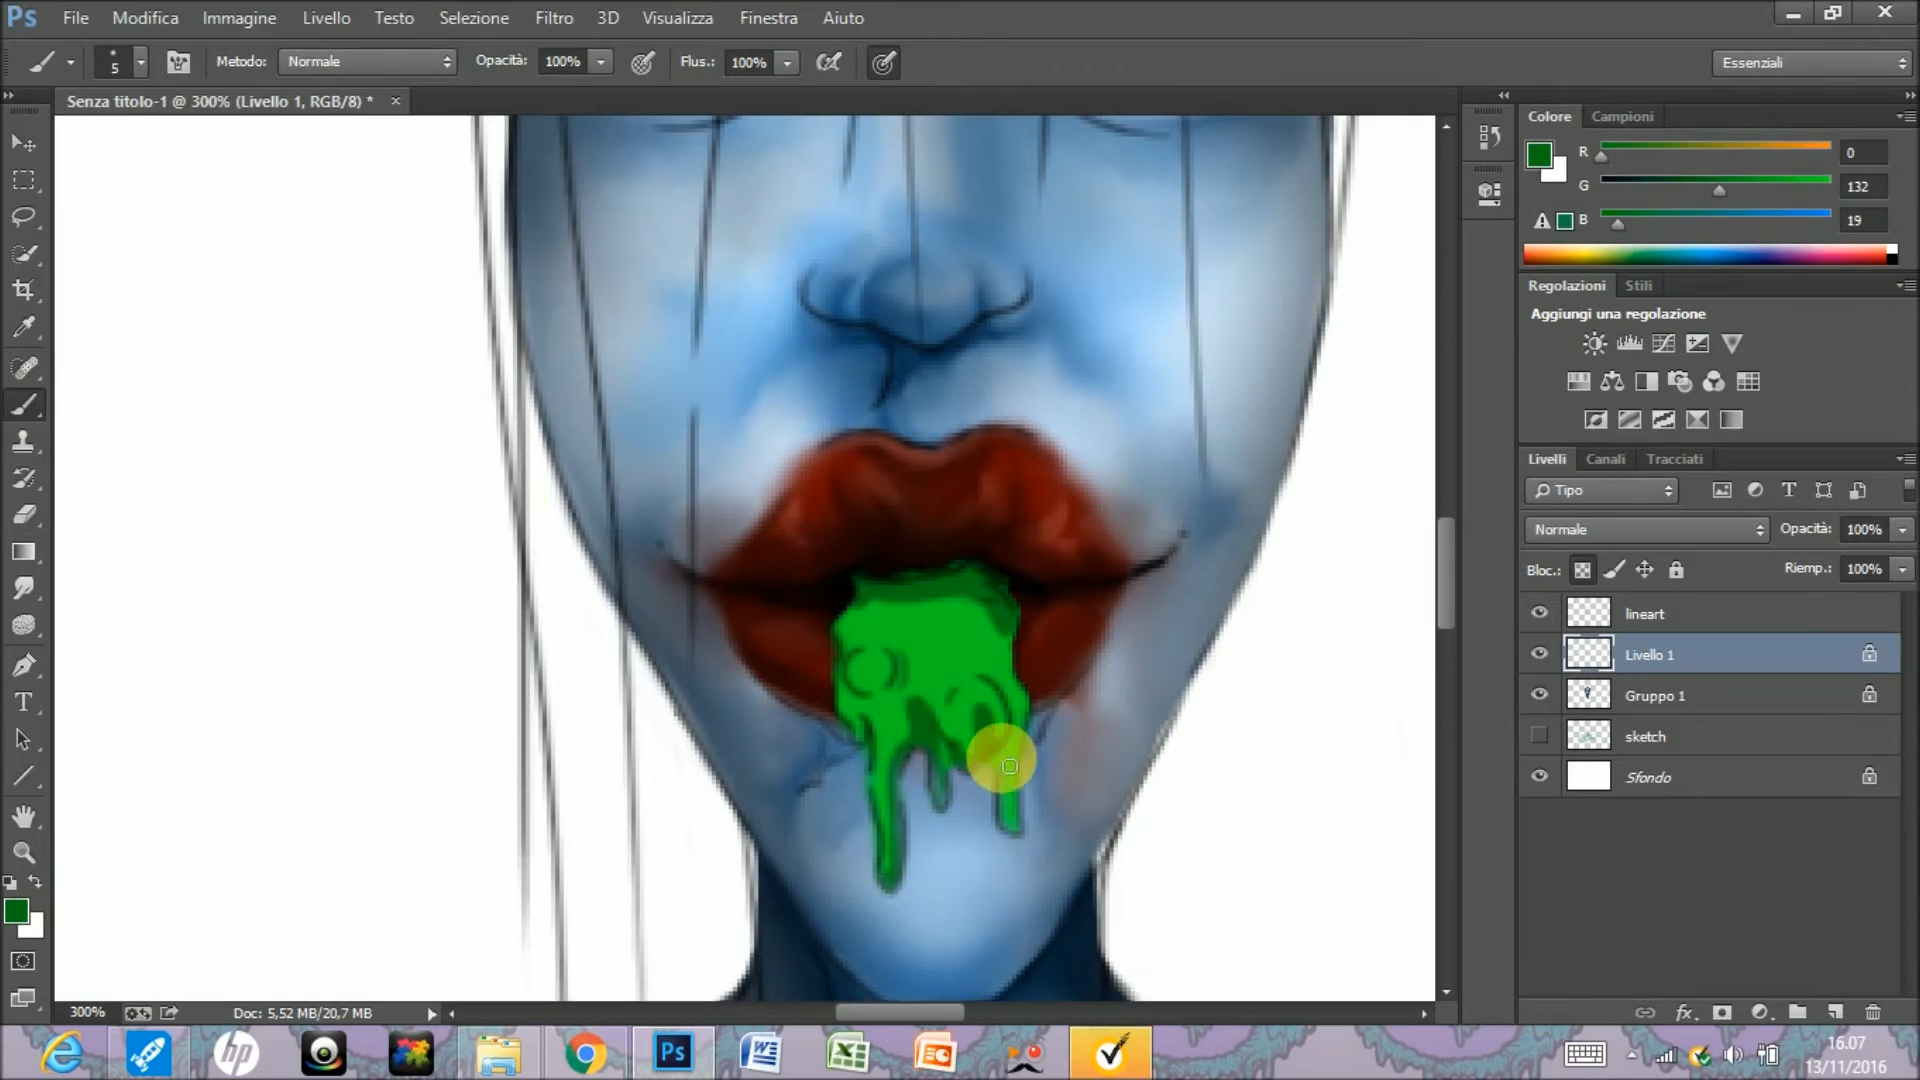 Ps File Modifica Immagine Livello Testo Selezione Filtro 3D Visualizza Finestra Aiuto
5 Metodo: Normale Opacità: 100% Flus.: 100% Essenziali
Senza titolo-1 @ 300% (Livello 1, RGB/8) * ×
Colore Campioni
R 0
G 132
B 19
Regolazioni Stili
Aggiungi una regolazione
Livelli Canali Tracciati
Tipo
Normale Opacità: 100%
Bloc.: Riemp.: 100%
lineart
Livello 1
Gruppo 1
sketch
Sfondo
300% Doc: 5,52 MB/20,7 MB
fx
hp Ps
16.07
13/11/2016